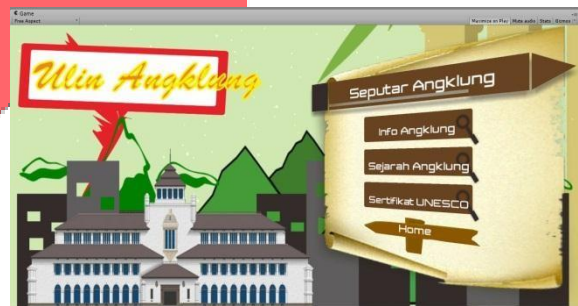 Game
Free Aspect
Maximize on Play Mute audio Stats Gizmos
Ulin Angklung
Seputar Angklung
Info Angklung
Sejarah Angklung
Sertifikat UNESCO
Home